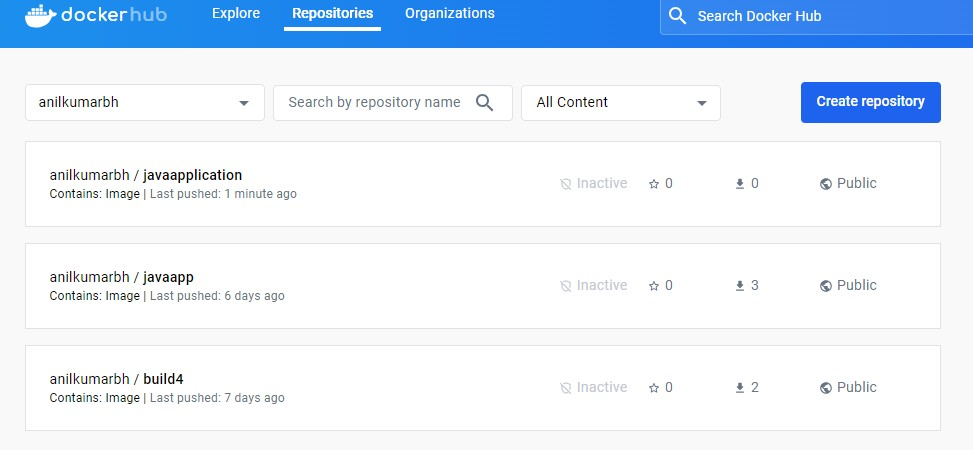 dockerhub Explore Repositories Organizations Search Docker Hub
anilkumarbh Search by repository name All Content Create repository
anilkumarbh / javaapplication
Contains: Image | Last pushed: 1 minute ago
Inactive 0 0 Public
anilkumarbh / javaapp
Contains: Image | Last pushed: 6 days ago
Inactive 0 3 Public
anilkumarbh / build4
Contains: Image | Last pushed: 7 days ago
Inactive 0 2 Public